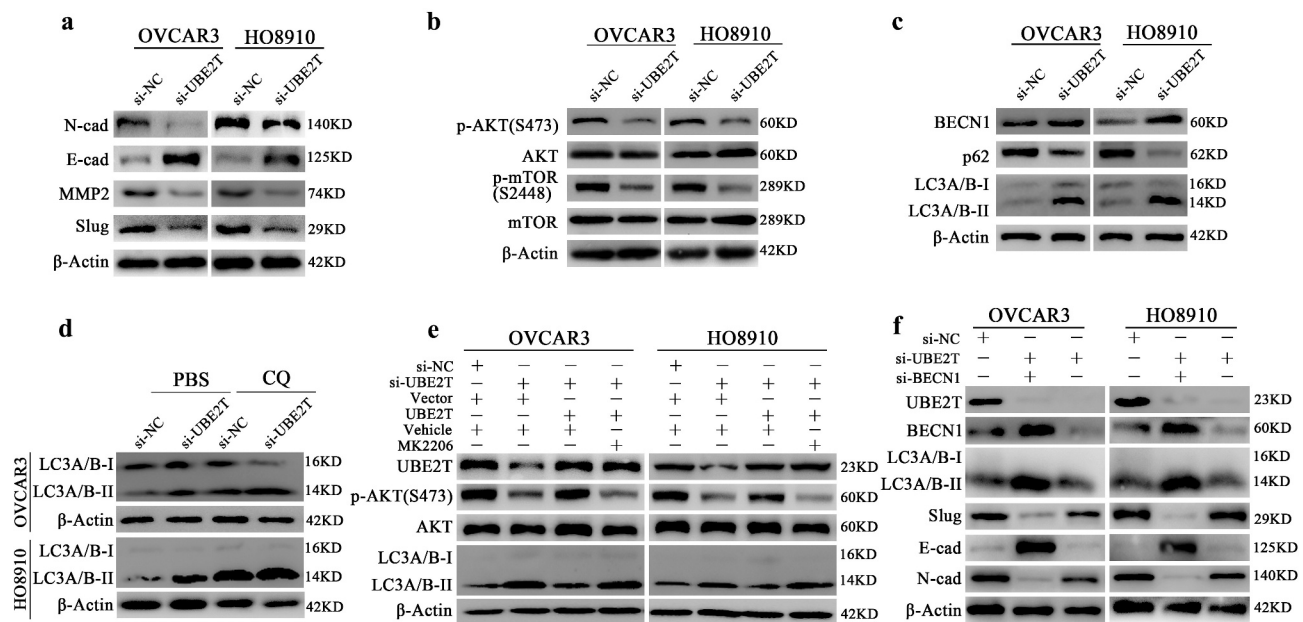 a
OVCAR3 HO8910
si-NC si-UBE2T si-NC si-UBE2T
N-cad 140KD
E-cad 125KD
MMP2 74KD
Slug 29KD
β-Actin 42KD
b
OVCAR3 HO8910
si-NC si-UBE2T si-NC si-UBE2T
p-AKT(S473) 60KD
AKT 60KD
p-mTOR
(S2448) 289KD
mTOR 289KD
β-Actin 42KD
c
OVCAR3 HO8910
si-NC si-UBE2T si-NC si-UBE2T
BECN1 60KD
p62 62KD
LC3A/B-I 16KD
LC3A/B-II 14KD
β-Actin 42KD
d
PBS CQ
si-NC si-UBE2T si-NC si-UBE2T
OVCAR3
LC3A/B-I 16KD
LC3A/B-II 14KD
β-Actin 42KD
HO8910
LC3A/B-I 16KD
LC3A/B-II 14KD
β-Actin 42KD
e
OVCAR3 HO8910
si-NC + − − − + − − −
si-UBE2T − + + + − + + +
Vector + + − − + + − −
UBE2T − − + + − − + +
Vehicle + + + − + + + −
MK2206 − − − + − − − +
UBE2T 23KD
p-AKT(S473) 60KD
AKT 60KD
LC3A/B-I 16KD
LC3A/B-II 14KD
β-Actin 42KD
f
OVCAR3 HO8910
si-NC + − − + − −
si-UBE2T − + + − + +
si-BECN1 − + − − + −
UBE2T 23KD
BECN1 60KD
LC3A/B-I 16KD
LC3A/B-II 14KD
Slug 29KD
E-cad 125KD
N-cad 140KD
β-Actin 42KD